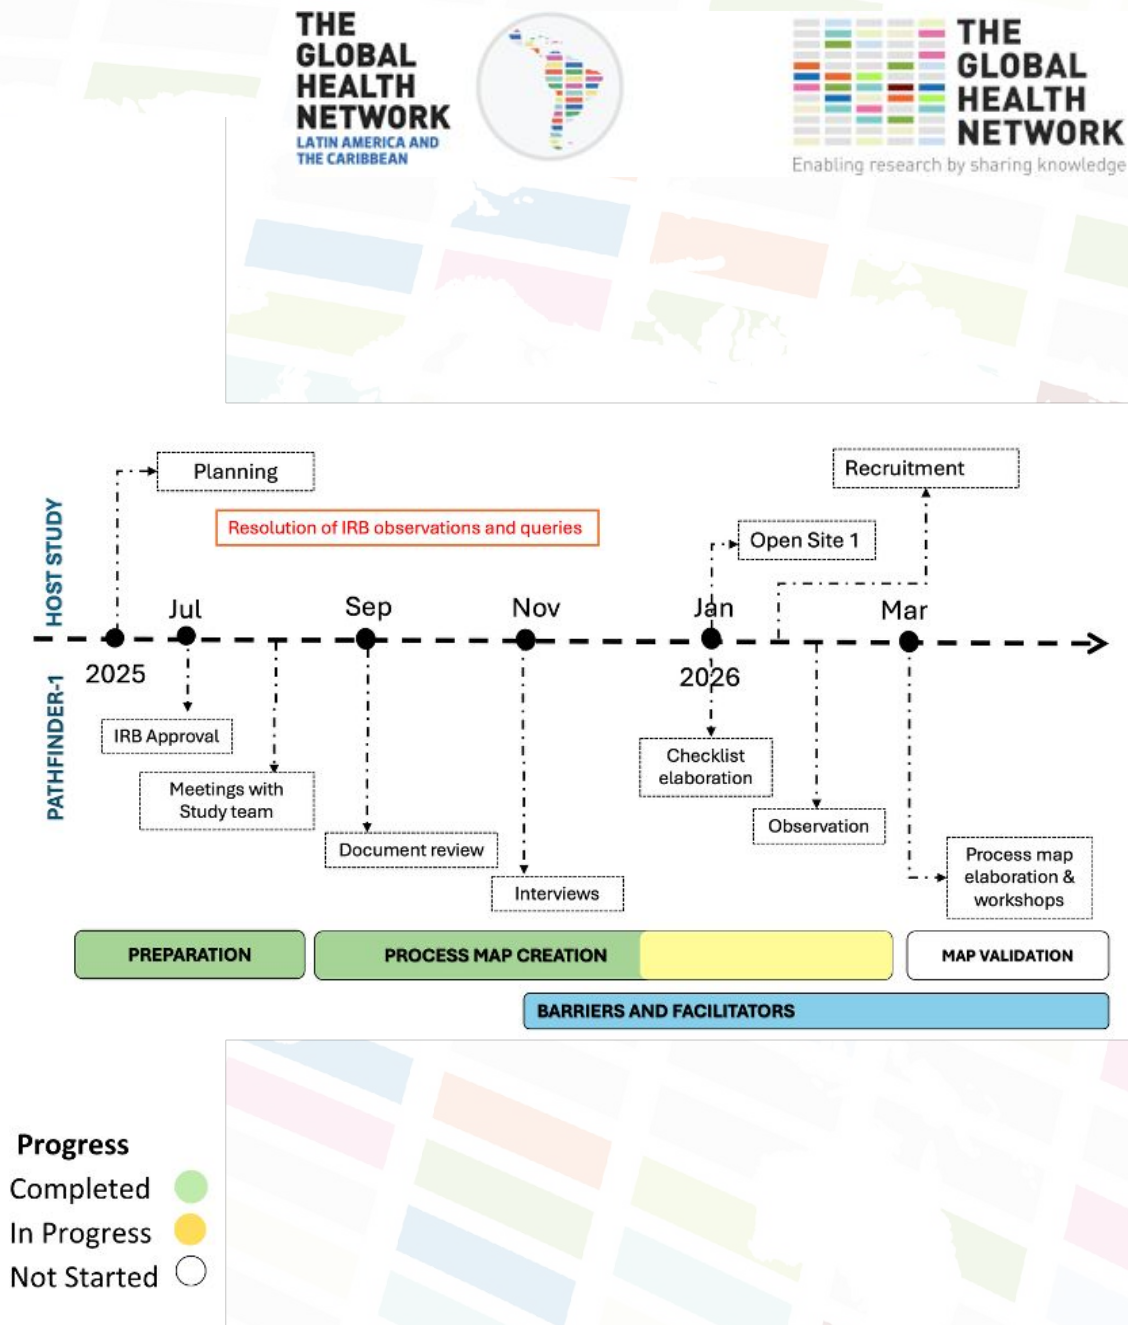 THE
GLOBAL
HEALTH
NETWORK
LATIN AMERICA AND
THE CARIBBEAN
THE
GLOBAL
HEALTH
NETWORK
Enabling research by sharing knowledge
Planning
Recruitment
Resolution of IRB observations and queries
Open Site 1
HOST STUDY
Jul
Sep
Nov
Jan
Mar
2025
2026
PATHFINDER-1
IRB Approval
Meetings with
Study team
Document review
Interviews
Checklist
elaboration
Observation
Process map
elaboration &
workshops
PREPARATION
PROCESS MAP CREATION
MAP VALIDATION
BARRIERS AND FACILITATORS
Progress
Completed
In Progress
Not Started